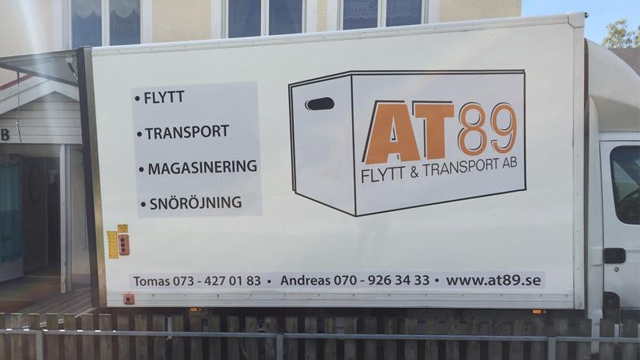 • FLYTT
• TRANSPORT
• MAGASINERING
• SNÖRÖJNING
AT89
FLYTT & TRANSPORT AB
Tomas 073 - 427 01 83 • Andreas 070 - 926 34 33 • www.at89.se
B